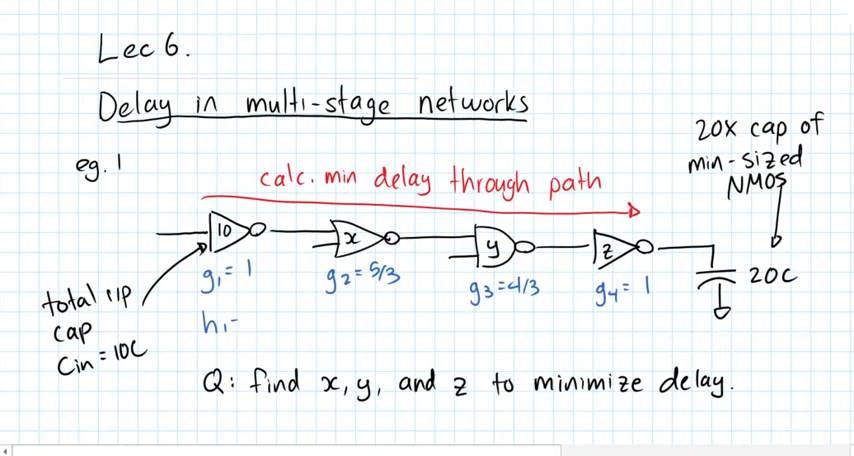 Lec 6.
Delay in multi-stage networks
eg. 1
calc. min delay through path
20x cap of
min-sized
NMOS
10
x
y
z
20C
g₁ = 1
g₂ = 5/3
g₃ = 4/3
g₄ = 1
h₁ =
total i/p
cap
Cin = 10C
Q: find x, y, and z to minimize delay.